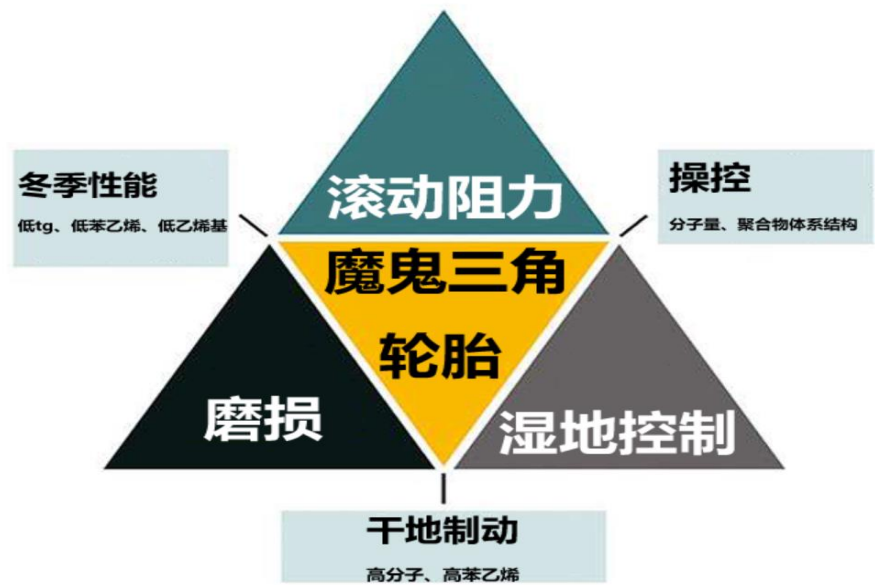 滚动阻力
冬季性能
低tg、低苯乙烯、低乙烯基
操控
分子量、聚合物体系结构
魔鬼三角
轮胎
磨损
湿地控制
干地制动
高分子、高苯乙烯